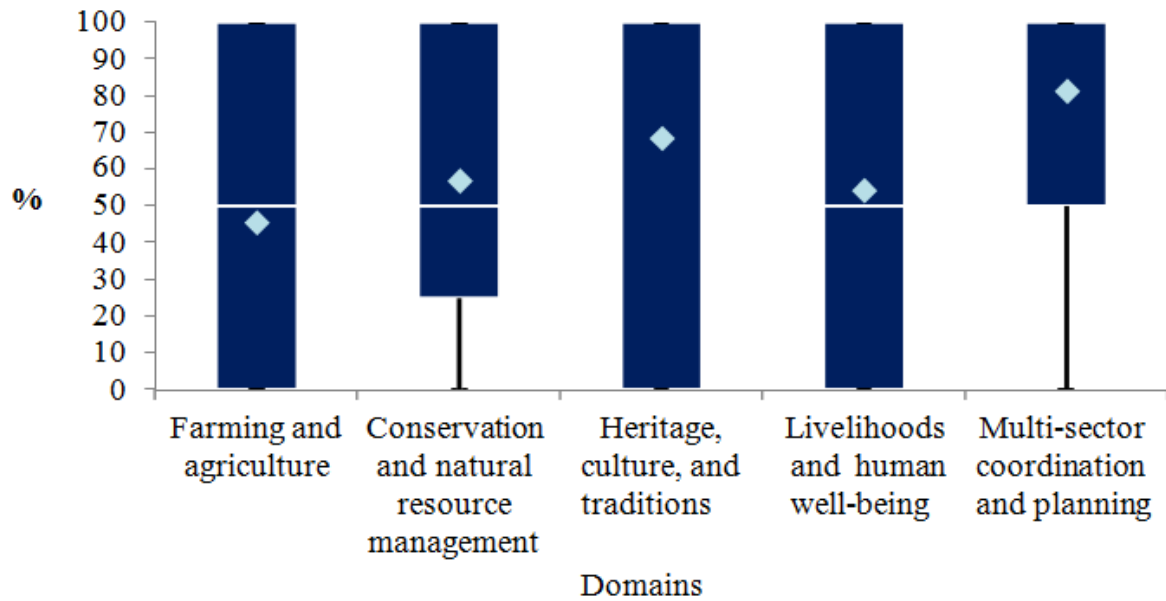 100
90
80
70
60
50
40
30
20
10
0
%
Farming and
agriculture
Conservation
and natural
resource
management
Heritage,
culture, and
traditions
Livelihoods
and human
well-being
Multi-sector
coordination
and planning
Domains